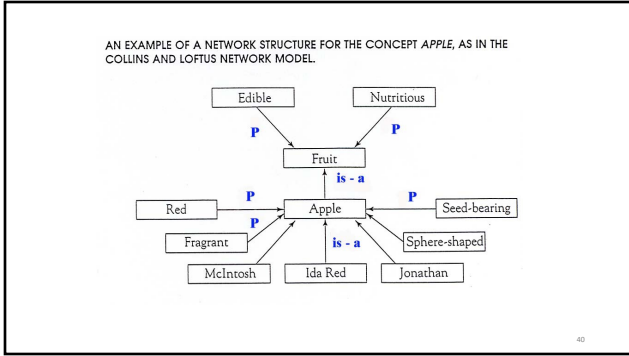 AN EXAMPLE OF A NETWORK STRUCTURE FOR THE CONCEPT APPLE, AS IN THE
COLLINS AND LOFTUS NETWORK MODEL.
Edible
Nutritious
P
P
Fruit
is - a
Red
P
Apple
P
Seed-bearing
P
Fragrant
is - a
Sphere-shaped
McIntosh
Ida Red
Jonathan
40